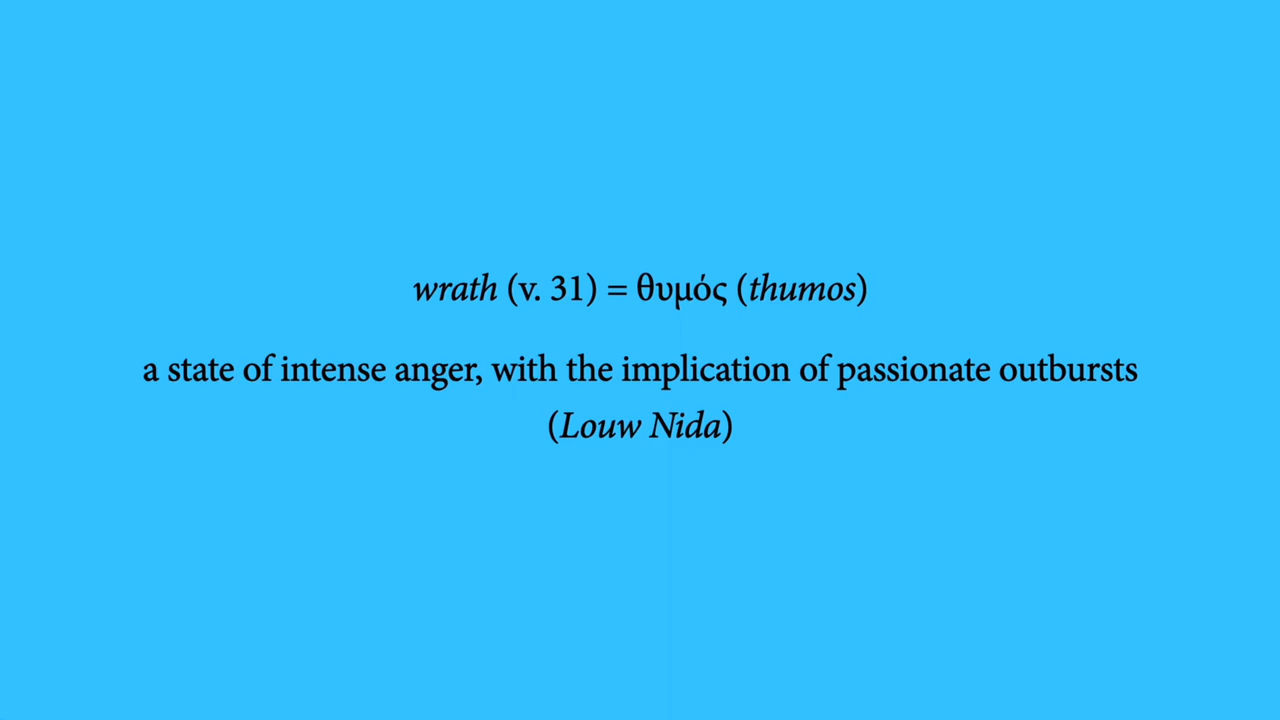 wrath (v. 31) = θυμός (thumos)
a state of intense anger, with the implication of passionate outbursts
(Louw Nida)